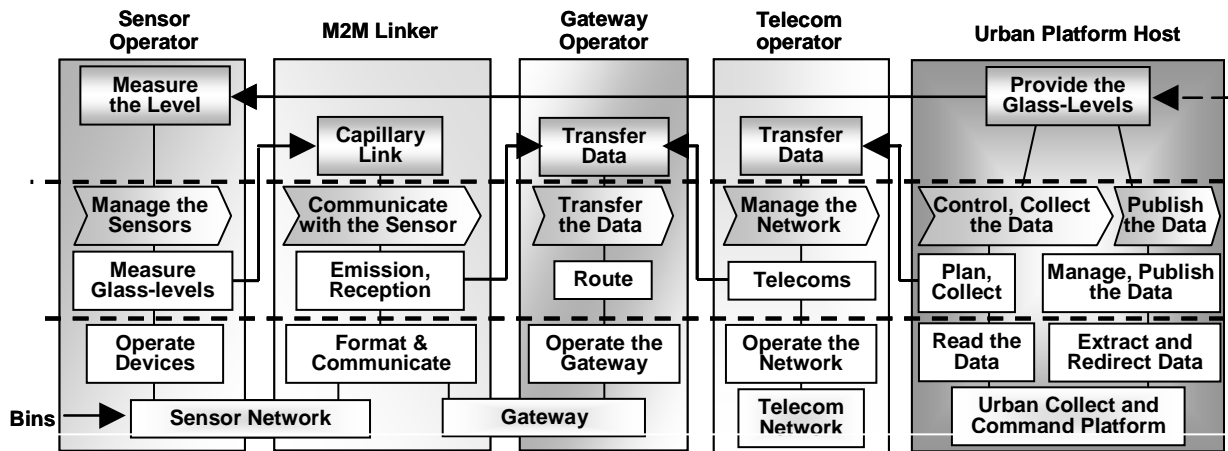 Sensor
Operator
M2M Linker
Gateway
Operator
Telecom
operator
Urban Platform Host
Measure
the Level
Provide the
Glass-Levels
Capillary
Link
Transfer
Data
Transfer
Data
Manage the
Sensors
Communicate
with the Sensor
Transfer
the Data
Manage the
Network
Control, Collect
the Data
Publish
the Data
Measure
Glass-levels
Emission,
Reception
Route
Telecoms
Plan,
Collect
Manage, Publish
the Data
Operate
Devices
Format &
Communicate
Operate the
Gateway
Operate the
Network
Read the
Data
Extract and
Redirect Data
Bins
Sensor Network
Gateway
Telecom
Network
Urban Collect and
Command Platform